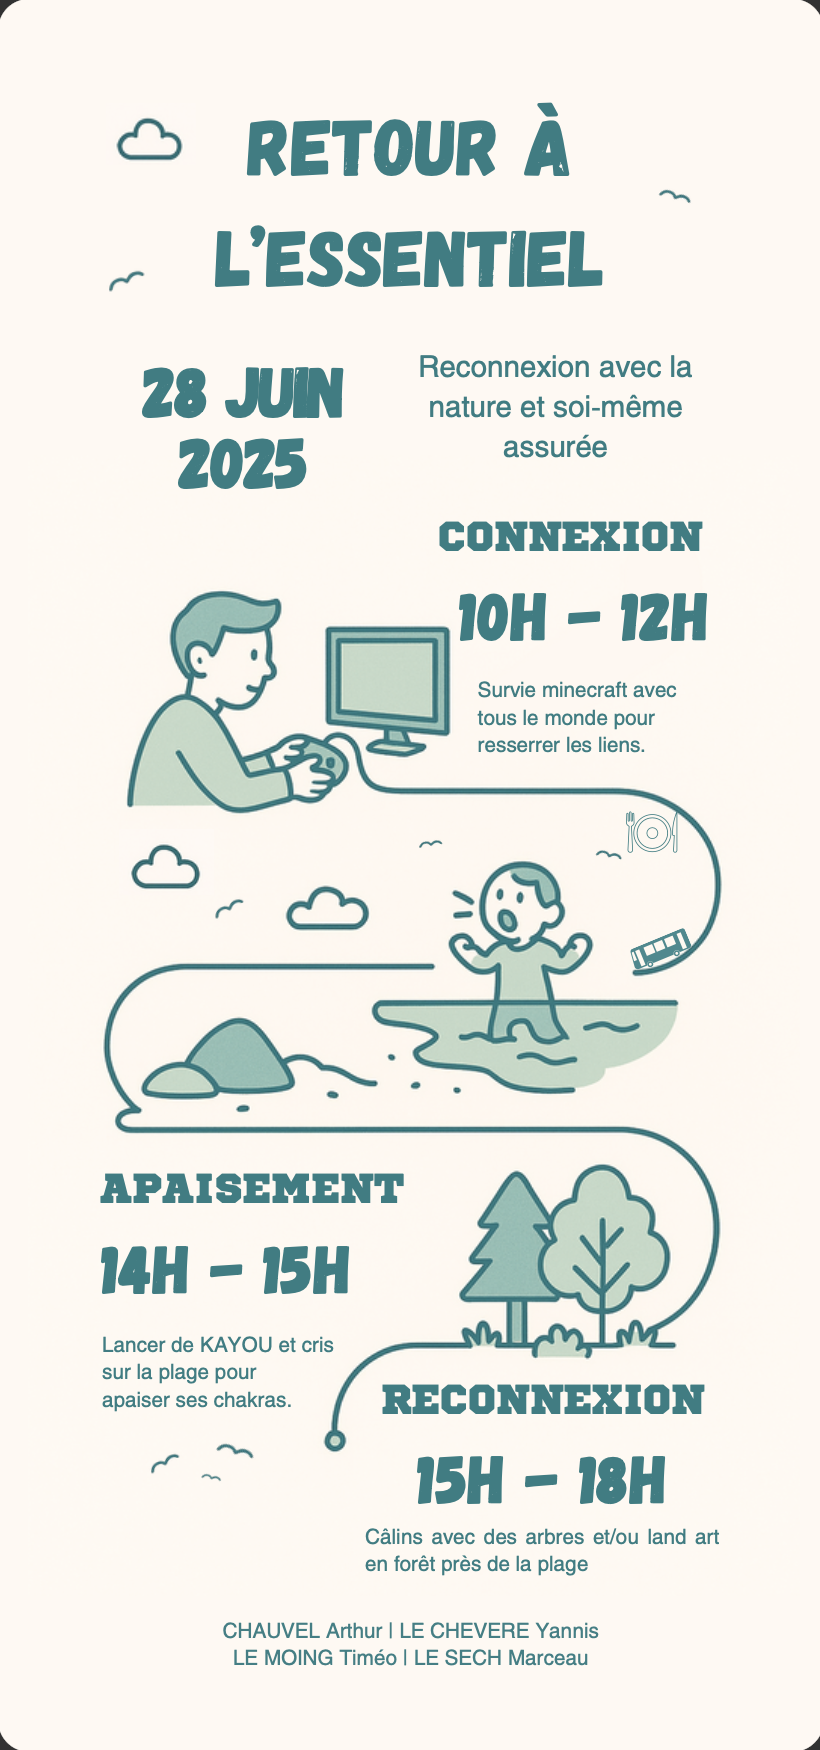 RETOUR À
L’ESSENTIEL
28 JUIN
2025
Reconnexion avec la
nature et soi-même
assurée
CONNEXION
10H – 12H
Survie minecraft avec
tous le monde pour
resserrer les liens.
APAISEMENT
14H – 15H
Lancer de KAYOU et cris
sur la plage pour
apaiser ses chakras.
RECONNEXION
15H – 18H
Câlins avec des arbres et/ou land art
en forêt près de la plage
CHAUVEL Arthur | LE CHEVERE Yannis
LE MOING Timéo | LE SECH Marceau